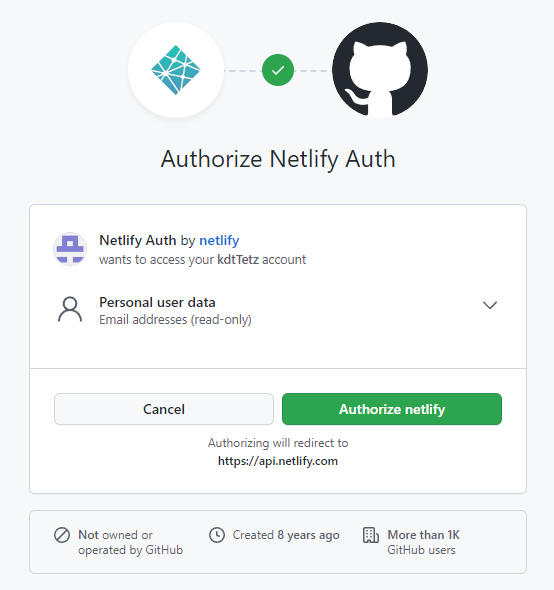 Authorize Netlify Auth
Netlify Auth by netlify
wants to access your kdtTetz account
Personal user data
Email addresses (read-only)
Cancel
Authorize netlify
Authorizing will redirect to
https://api.netlify.com
Not owned or
operated by GitHub
Created 8 years ago
More than 1K
GitHub users